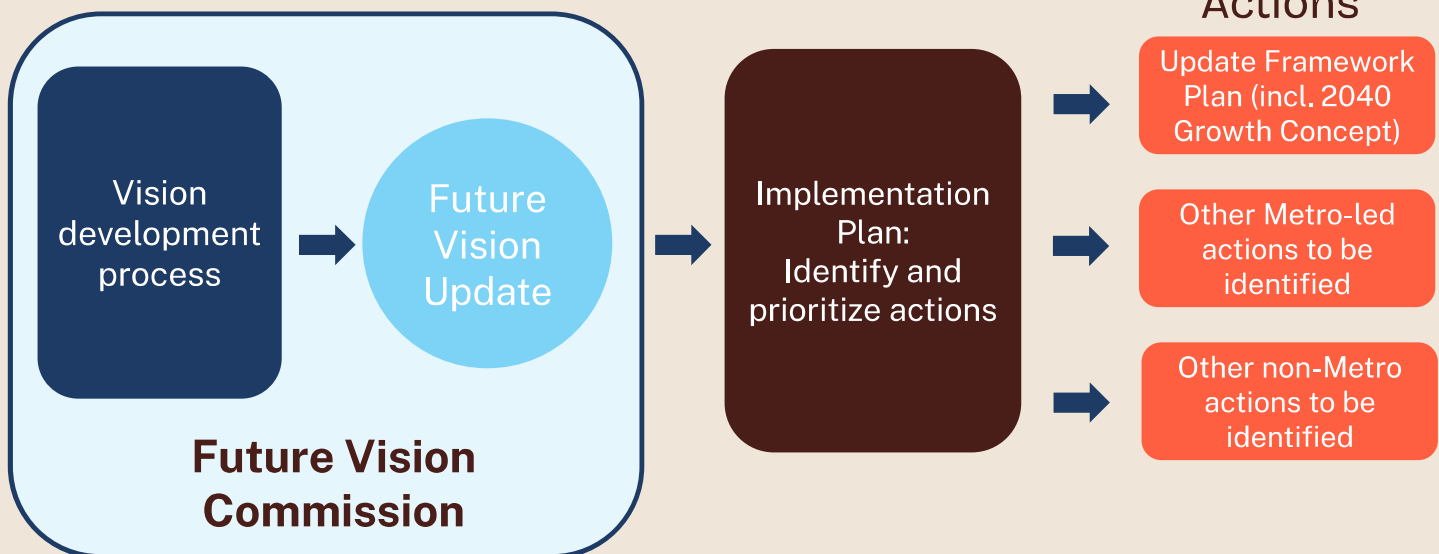 Vision
development
process
Future
Vision
Update
Future Vision
Commission
Implementation
Plan:
Identify and
prioritize actions
Actions
Update Framework
Plan (incl. 2040
Growth Concept)
Other Metro-led
actions to be
identified
Other non-Metro
actions to be
identified